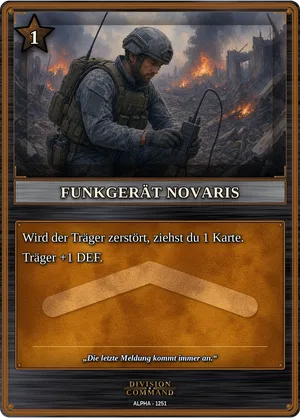 1
FUNKGERÄT NOVARIS
Wird der Träger zerstört, ziehst du 1 Karte.
Träger +1 DEF.
„Die letzte Meldung kommt immer an.“
DIVISION
COMMAND
ALPHA - 1251